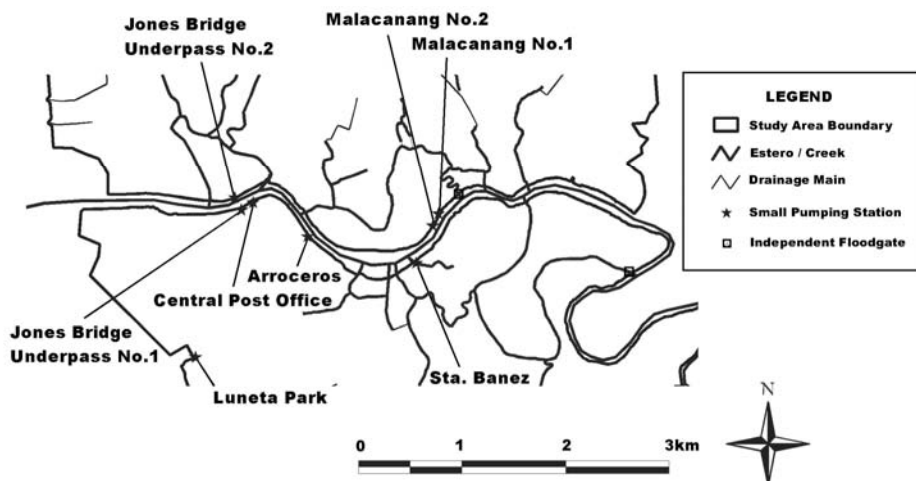 Jones Bridge
Underpass No.2
Malacanang No.2
Malacanang No.1
LEGEND
Study Area Boundary
Estero / Creek
Drainage Main
Small Pumping Station
Independent Floodgate
Arroceros
Central Post Office
Jones Bridge
Underpass No.1
Luneta Park
Sta. Banez
N
0 1 2 3km